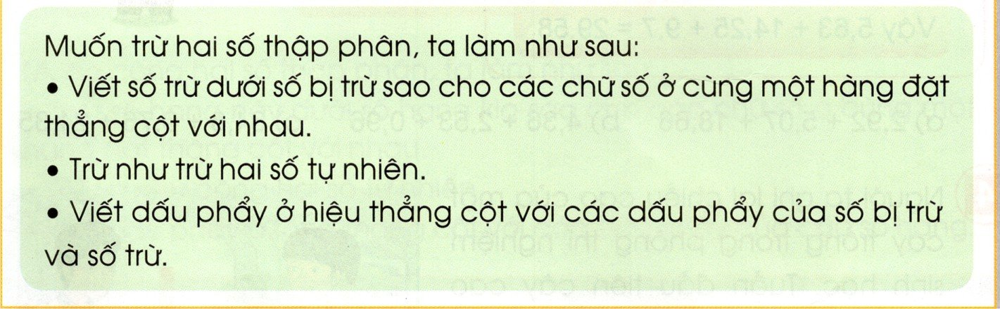 Muốn trừ hai số thập phân, ta làm như sau:
• Viết số trừ dưới số bị trừ sao cho các chữ số ở cùng một hàng đặt
thẳng cột với nhau.
• Trừ như trừ hai số tự nhiên.
• Viết dấu phẩy ở hiệu thẳng cột với các dấu phẩy của số bị trừ
và số trừ.